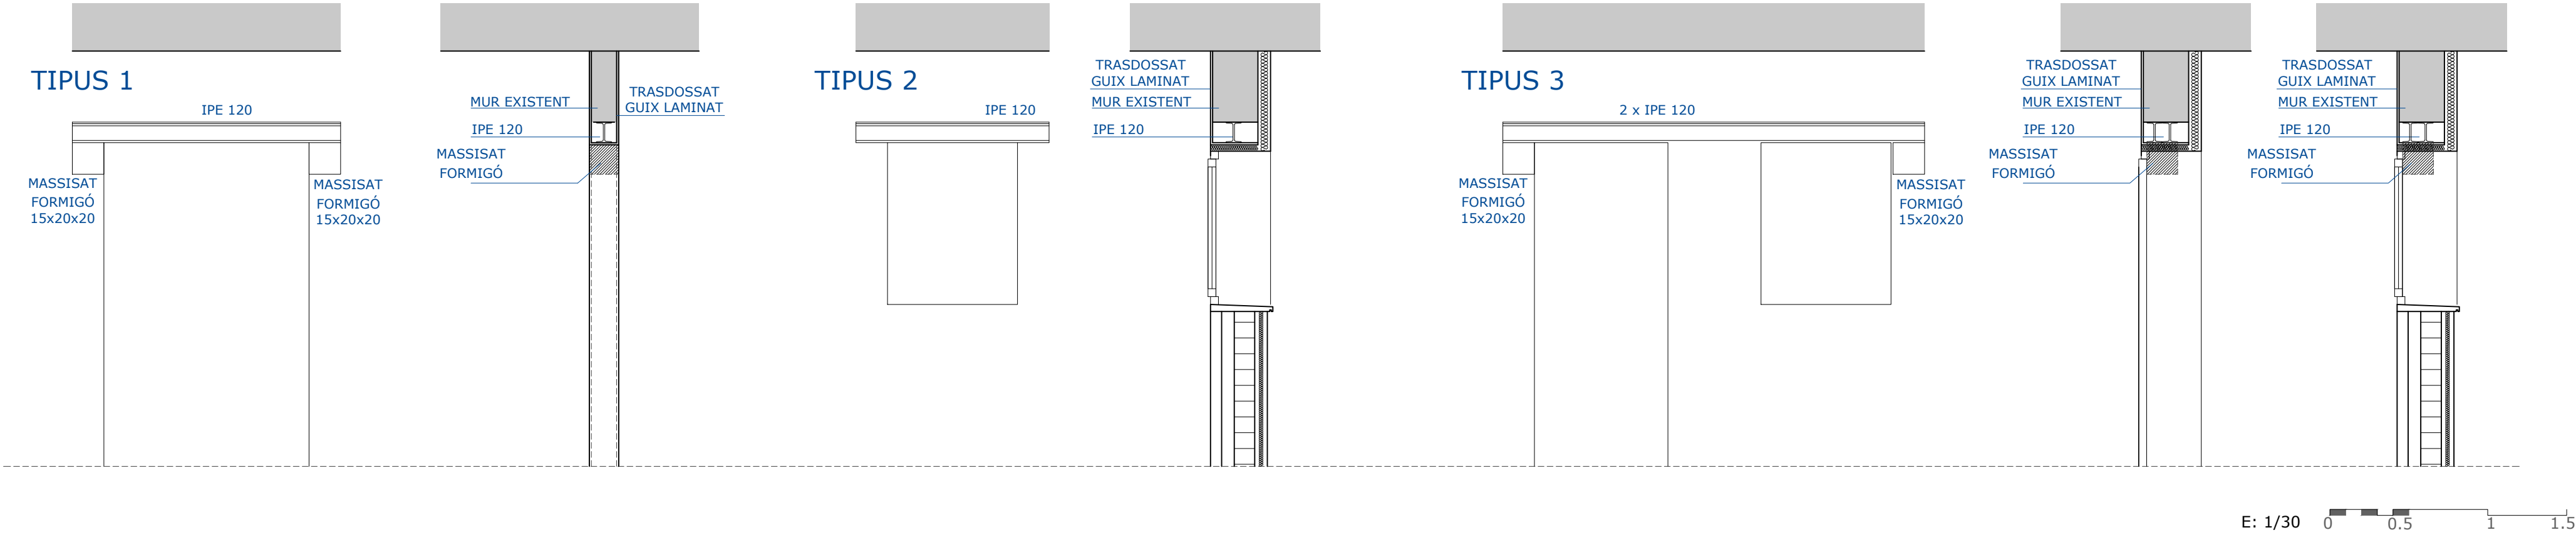 TIPUS 1
IPE 120
MASSISAT
FORMIGÓ
15x20x20
MASSISAT
FORMIGÓ
15x20x20
MUR EXISTENT
IPE 120
MASSISAT
FORMIGÓ
TRASDOSSAT
GUIX LAMINAT
TIPUS 2
IPE 120
TRASDOSSAT
GUIX LAMINAT
MUR EXISTENT
IPE 120
TIPUS 3
2 x IPE 120
MASSISAT
FORMIGÓ
15x20x20
MASSISAT
FORMIGÓ
15x20x20
TRASDOSSAT
GUIX LAMINAT
MUR EXISTENT
IPE 120
MASSISAT
FORMIGÓ
TRASDOSSAT
GUIX LAMINAT
MUR EXISTENT
IPE 120
MASSISAT
FORMIGÓ
E: 1/30
0 0.5 1 1.5